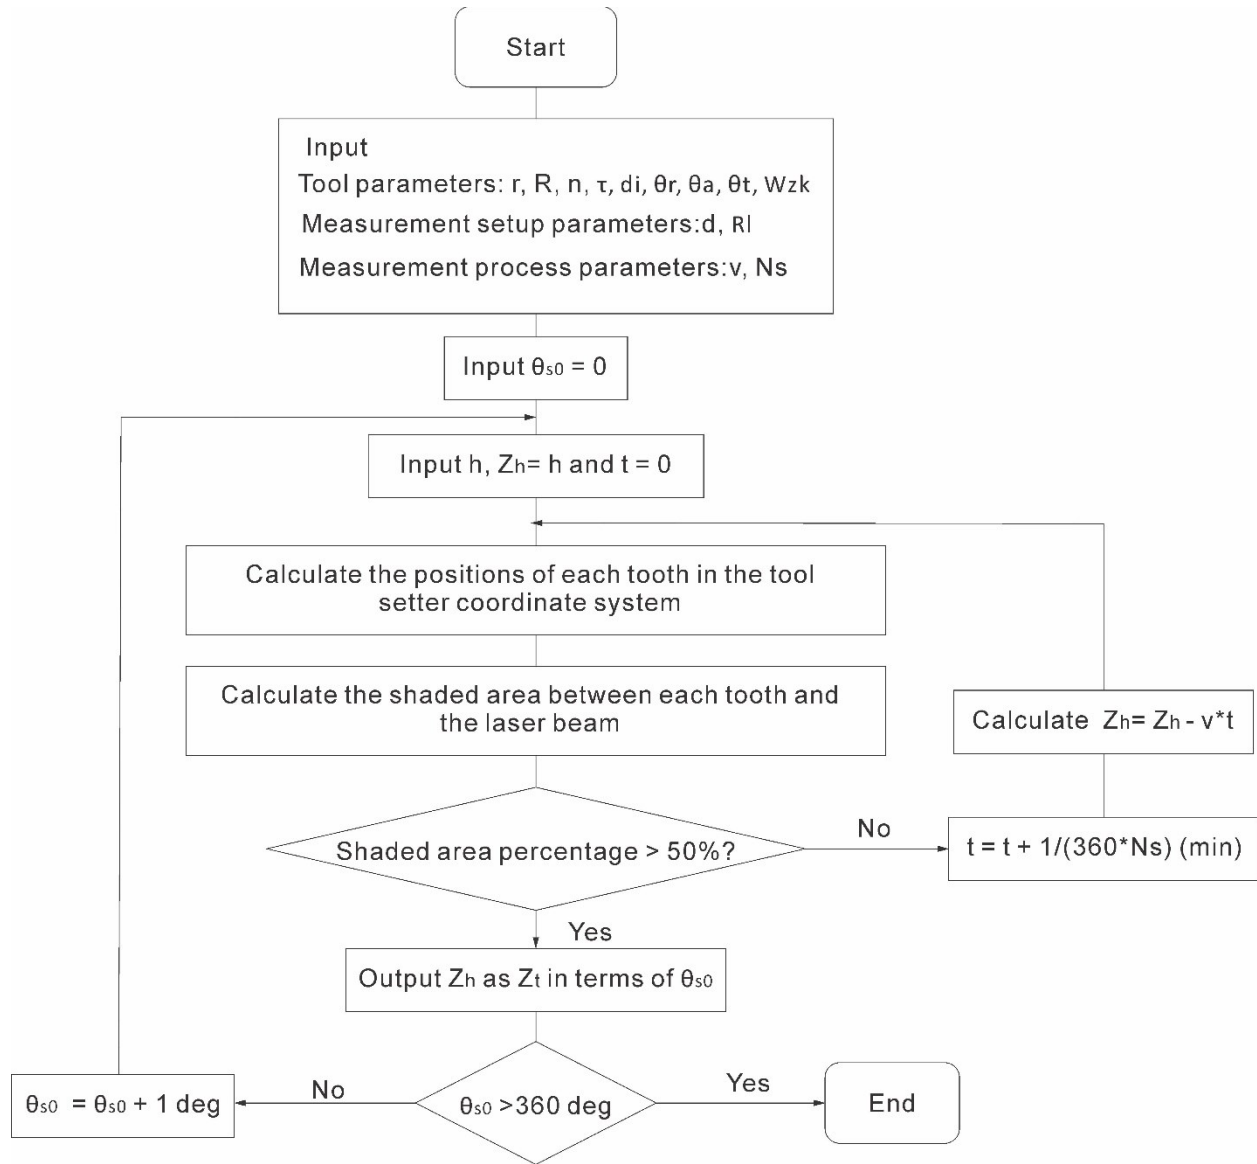 Start
Input
Tool parameters: r, R, n, τ, di, θr, θa, θt, Wzk
Measurement setup parameters:d, Rl
Measurement process parameters:v, Ns
Input θs0 = 0
Input h, Zh= h and t = 0
Calculate the positions of each tooth in the tool
setter coordinate system
Calculate the shaded area between each tooth and
the laser beam
Calculate Zh= Zh - v*t
Shaded area percentage > 50%?
No
t = t + 1/(360*Ns) (min)
Yes
Output Zh as Zt in terms of θs0
θs0 = θs0 + 1 deg
No
θs0 >360 deg
Yes
End